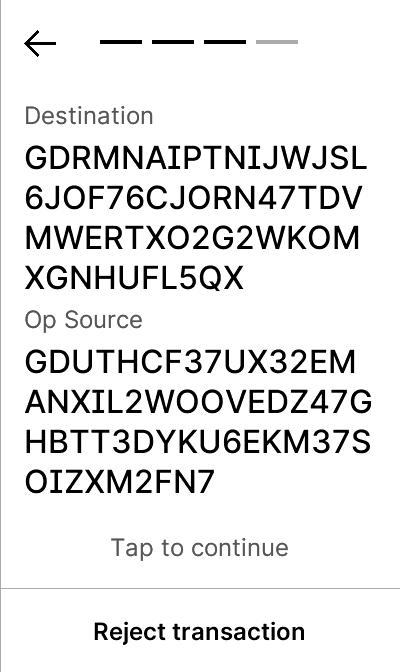 Destination
GDRMNAIPTNIJWJSL
6JOF76CJORN47TDV
MWERTXO2G2WKOM
XGNHUFL5QX
Op Source
GDUTHCF37UX32EM
ANXIL2WOOVEDZ47G
HBTT3DYKU6EKM37S
OIZXM2FN7
Tap to continue
Reject transaction